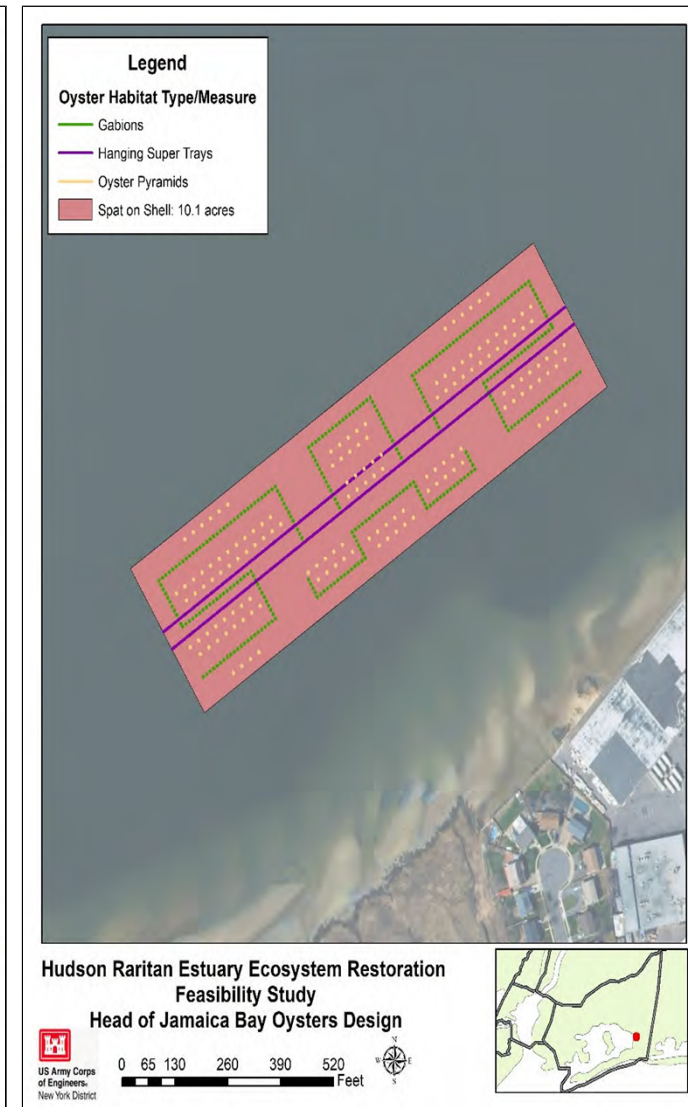 Legend
Oyster Habitat Type/Measure
Gabions
Hanging Super Trays
Oyster Pyramids
Spat on Shell: 10.1 acres
Hudson Raritan Estuary Ecosystem Restoration
Feasibility Study
Head of Jamaica Bay Oysters Design
US Army Corps
of Engineers®
New York District
0 65 130 260 390 520
Feet
N
W E
S